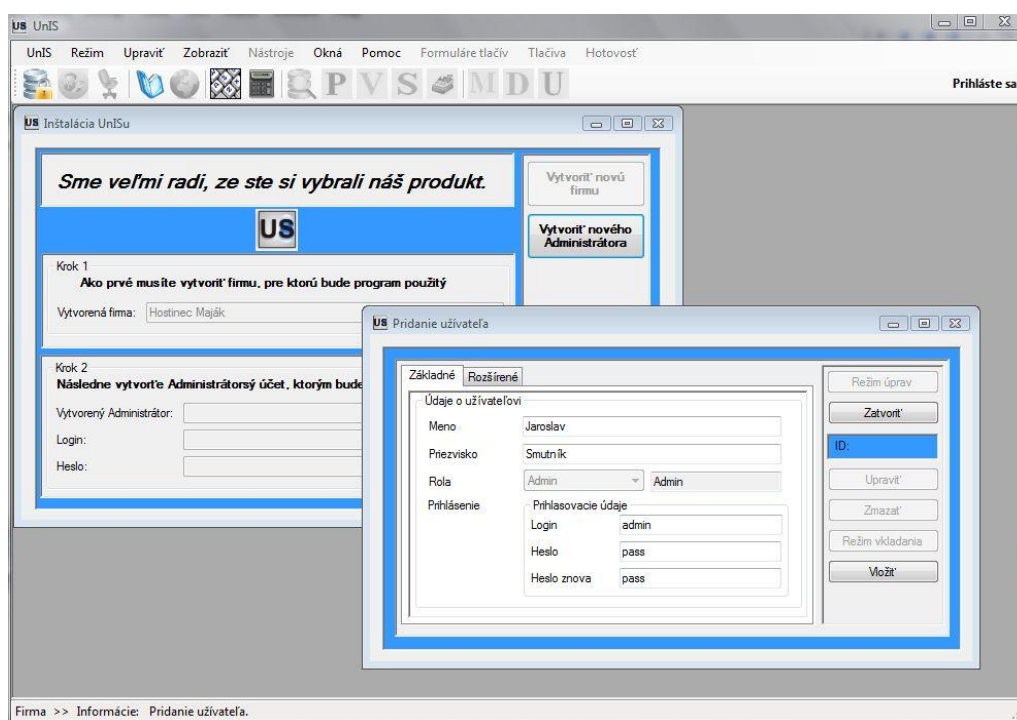 US UnIS
UnIS Režim Upraviť Zobraziť Nástroje Okná Pomoc Formuláre tlačív Tlačiva Hotovosť
P V S M D U
Prihláste sa
US Inštalácia UnISu
Sme veľmi radi, ze ste si vybrali náš produkt.
US
Vytvoriť novú
firmu
Vytvoriť nového
Administrátora
Krok 1
Ako prvé musíte vytvoriť firmu, pre ktorú bude program použitý
Vytvorená firma: Hostinec Maják
Krok 2
Následne vytvorťe Administrátorsý účet, ktorým bude
Vytvorený Administrátor:
Login:
Heslo:
US Pridanie užívateľa
Základné Rozšírené
Údaje o užívateľovi
Meno Jaroslav
Priezvisko Smutník
Rola Admin Admin
Prihlásenie Prihlasovacie údaje
Login admin
Heslo pass
Heslo znova pass
Režim úprav
Zatvoriť
ID:
Upraviť
Zmazať
Režim vkladania
Vložiť
Firma >> Informácie: Pridanie užívateľa.